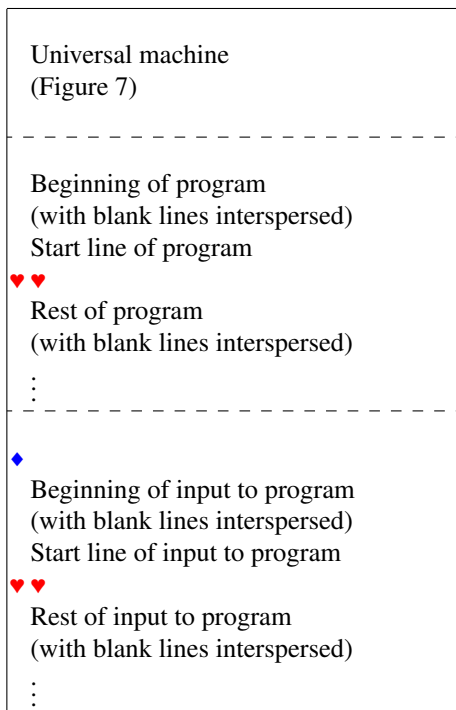 Universal machine
(Figure 7)
Beginning of program
(with blank lines interspersed)
Start line of program
♥ ♥
Rest of program
(with blank lines interspersed)
⋮
♦
Beginning of input to program
(with blank lines interspersed)
Start line of input to program
♥ ♥
Rest of input to program
(with blank lines interspersed)
⋮